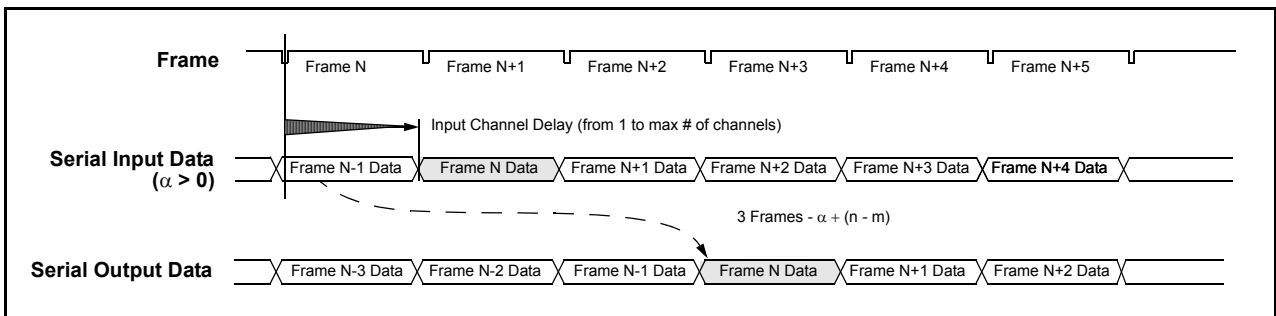 Frame
Frame N Frame N+1 Frame N+2 Frame N+3 Frame N+4 Frame N+5
Input Channel Delay (from 1 to max # of channels)
Serial Input Data
(α > 0)
Frame N-1 Data Frame N Data Frame N+1 Data Frame N+2 Data Frame N+3 Data Frame N+4 Data
3 Frames - α + (n - m)
Serial Output Data
Frame N-3 Data Frame N-2 Data Frame N-1 Data Frame N Data Frame N+1 Data Frame N+2 Data